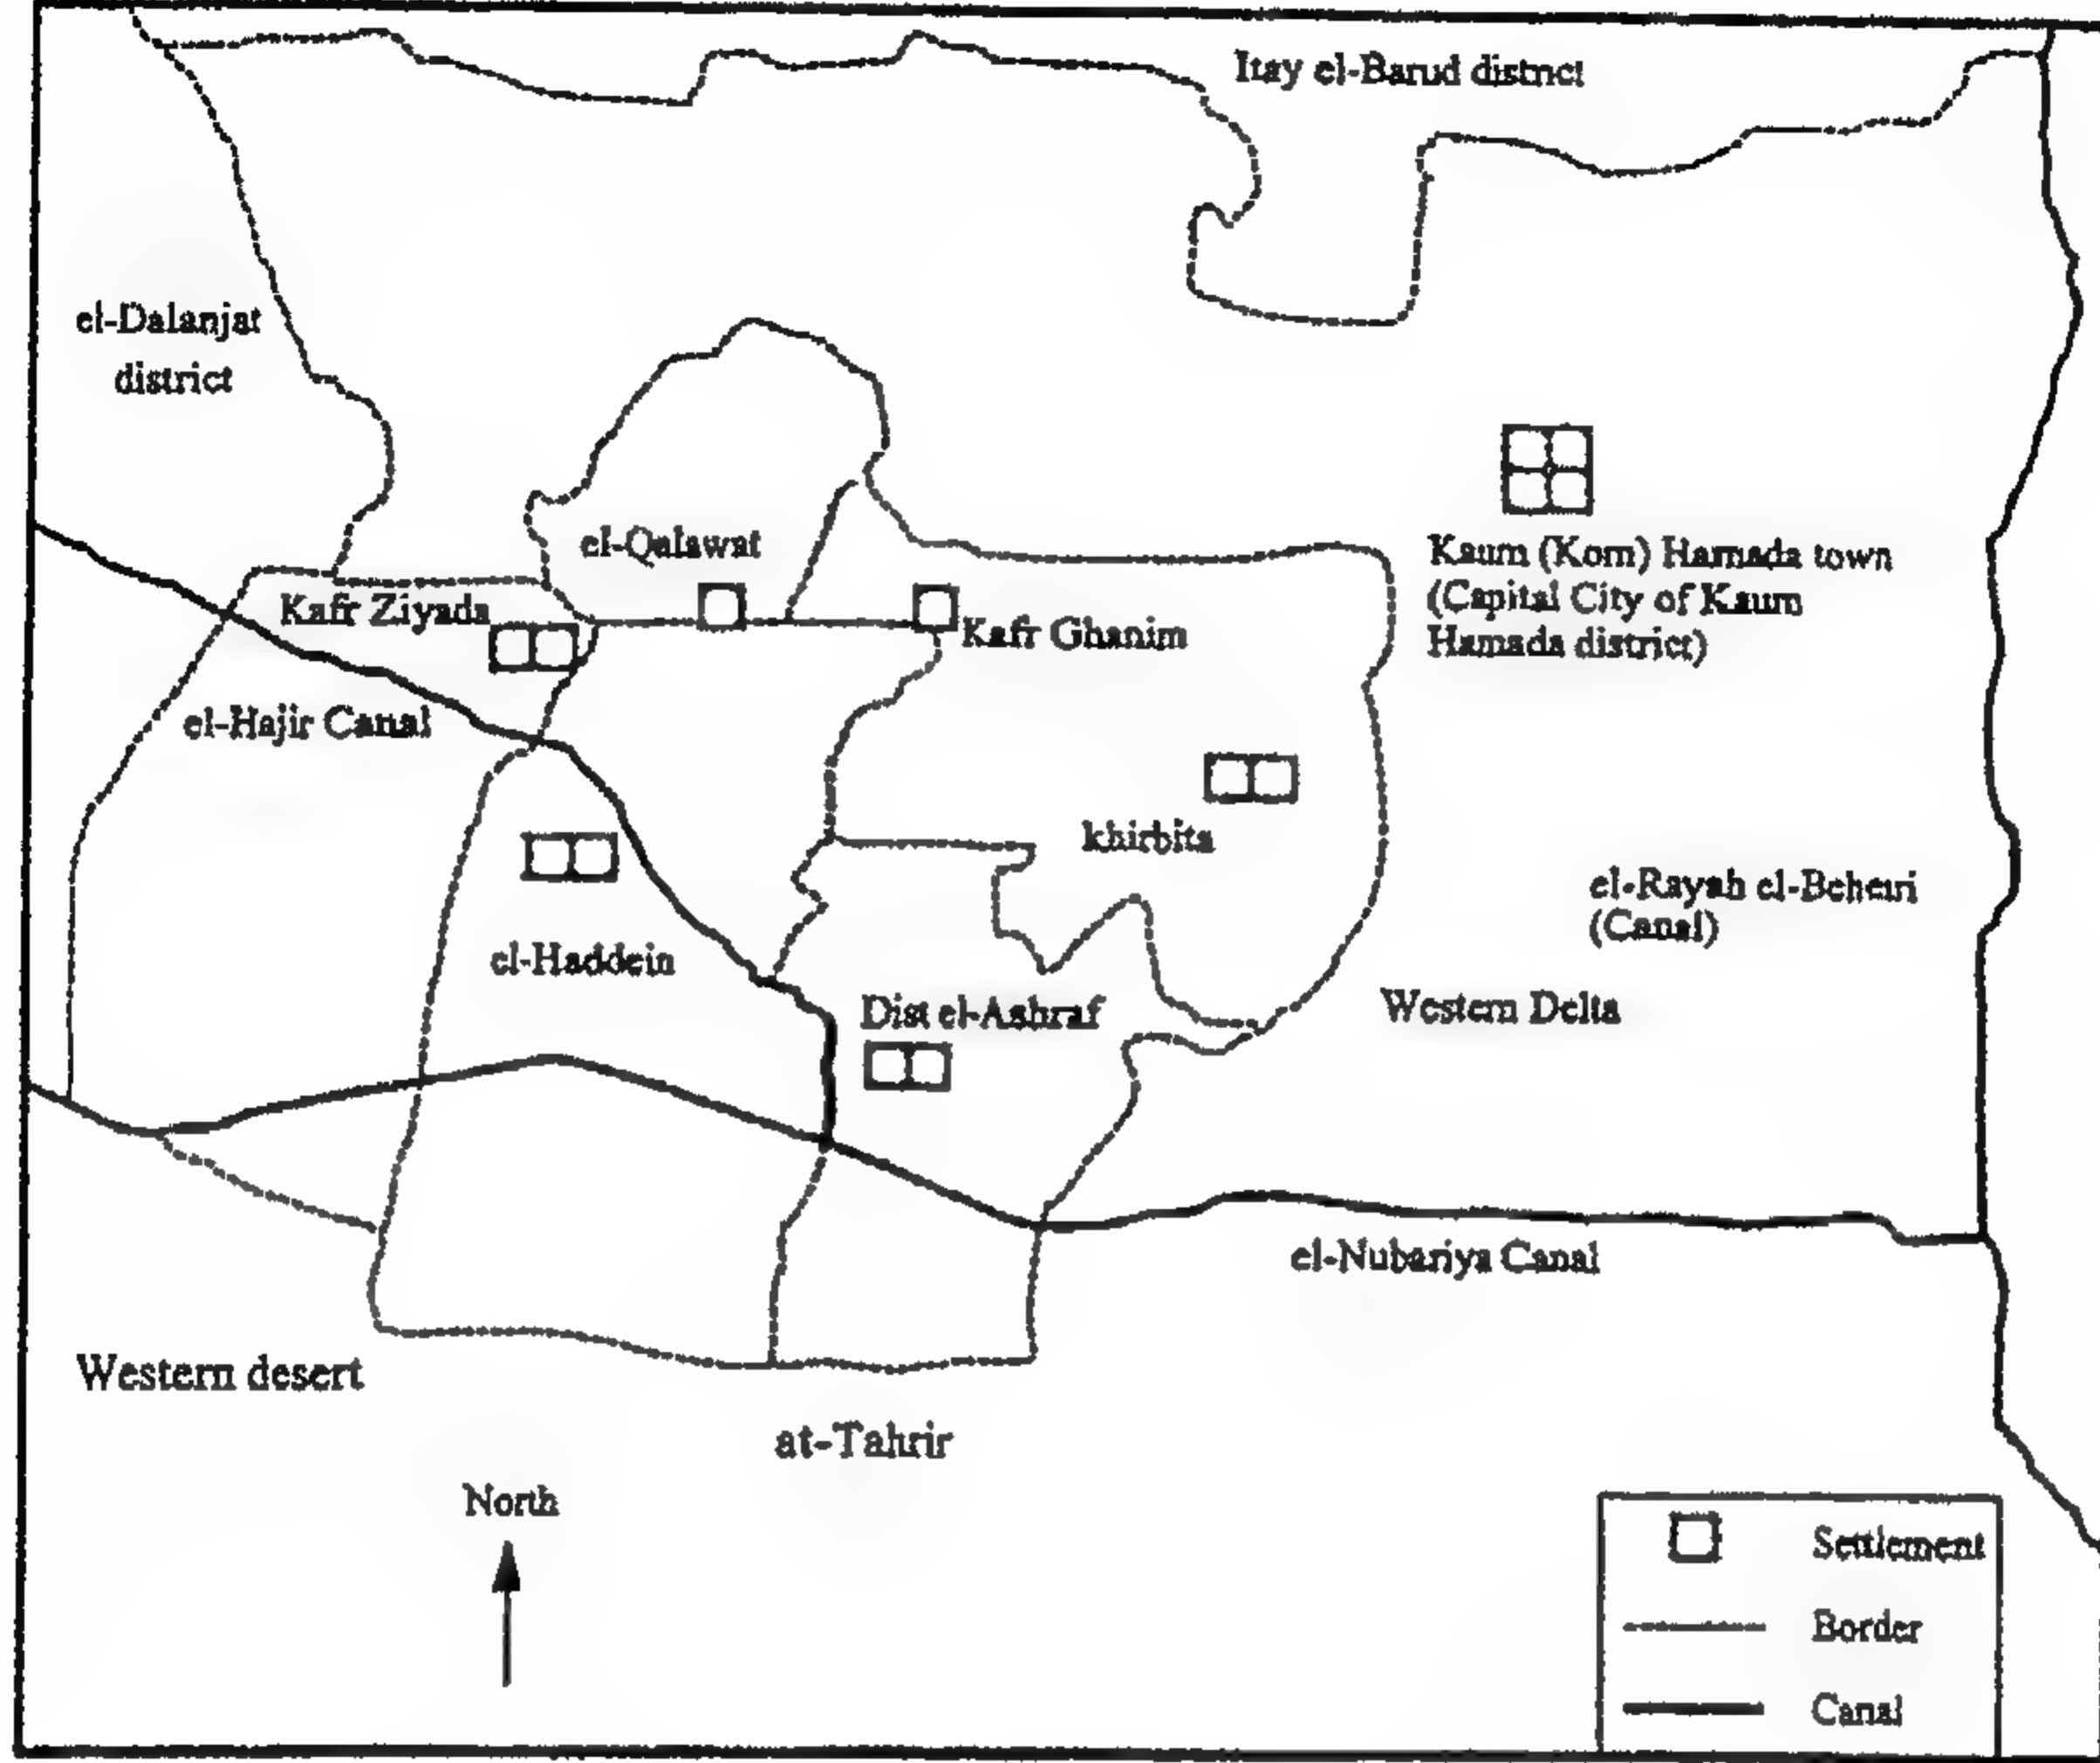 Itay el-Barud district
el-Dalanjat
district
el-Qalawat
Kaum (Kom) Hamada town
(Capital City of Kaum
Hamada district)
Kafr Ziyada
Kafr Ghanim
el-Hajir Canal
khirbita
el-Rayah el-Beheiri
(Canal)
el-Haddein
Dist el-Ashraf
Western Delta
el-Nubariya Canal
Western desert
at-Tahrir
North
Settlement
Border
Canal